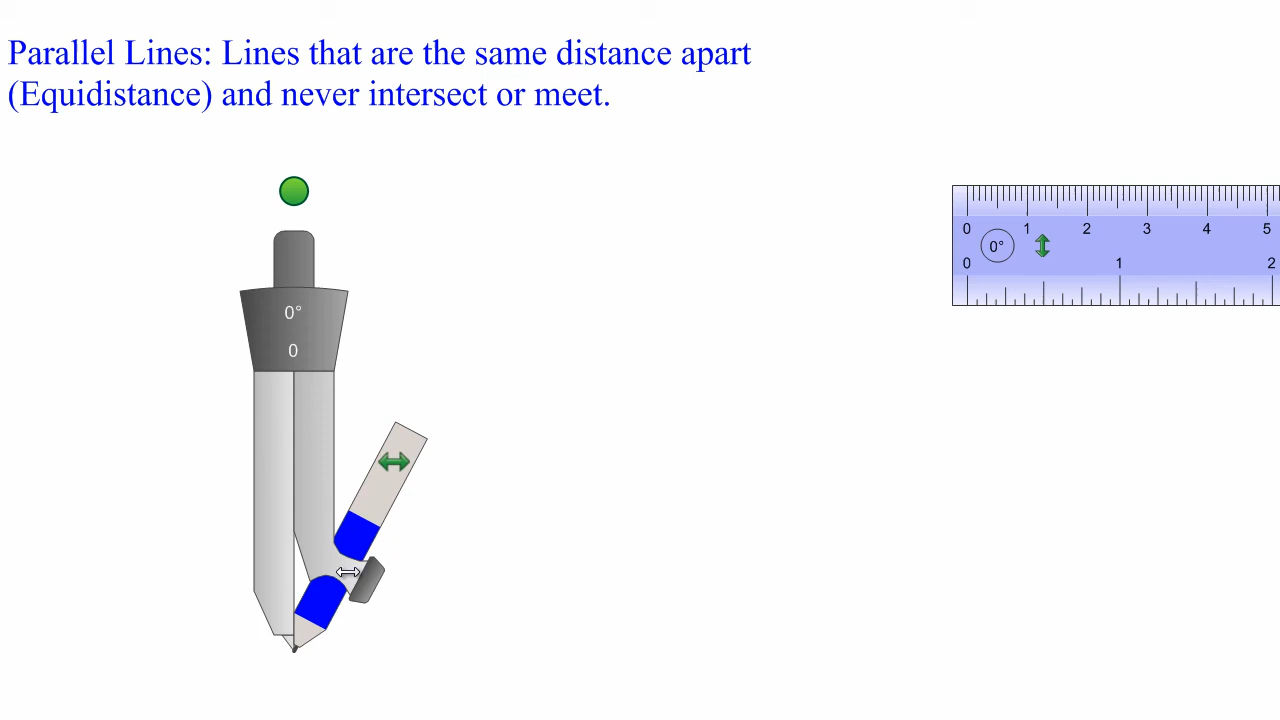 Parallel Lines: Lines that are the same distance apart
(Equidistance) and never intersect or meet.
0°
0
0 1 2 3 4 5
0°
0 1 2